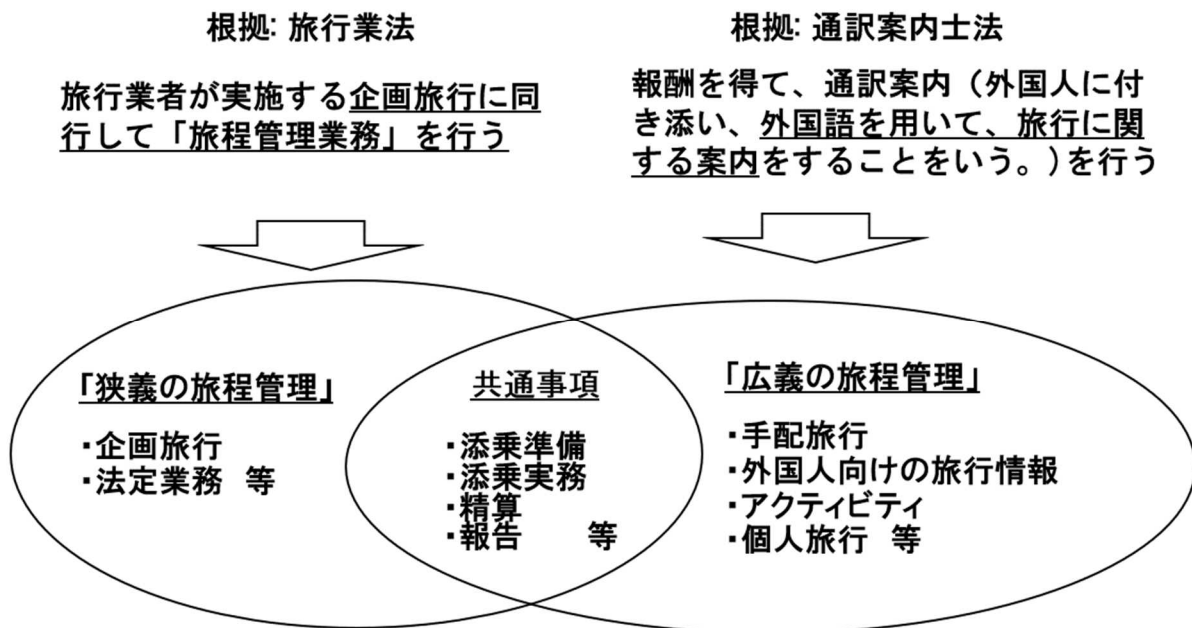 根拠: 旅行業法
旅行業者が実施する企画旅行に同
行して「旅程管理業務」を行う
根拠: 通訳案内士法
報酬を得て、通訳案内（外国人に付
き添い、外国語を用いて、旅行に関
する案内をすることをいう。）を行う
「狭義の旅程管理」
・企画旅行
・法定業務 等
共通事項
・添乗準備
・添乗実務
・精算
・報告 等
「広義の旅程管理」
・手配旅行
・外国人向けの旅行情報
・アクティビティ
・個人旅行 等